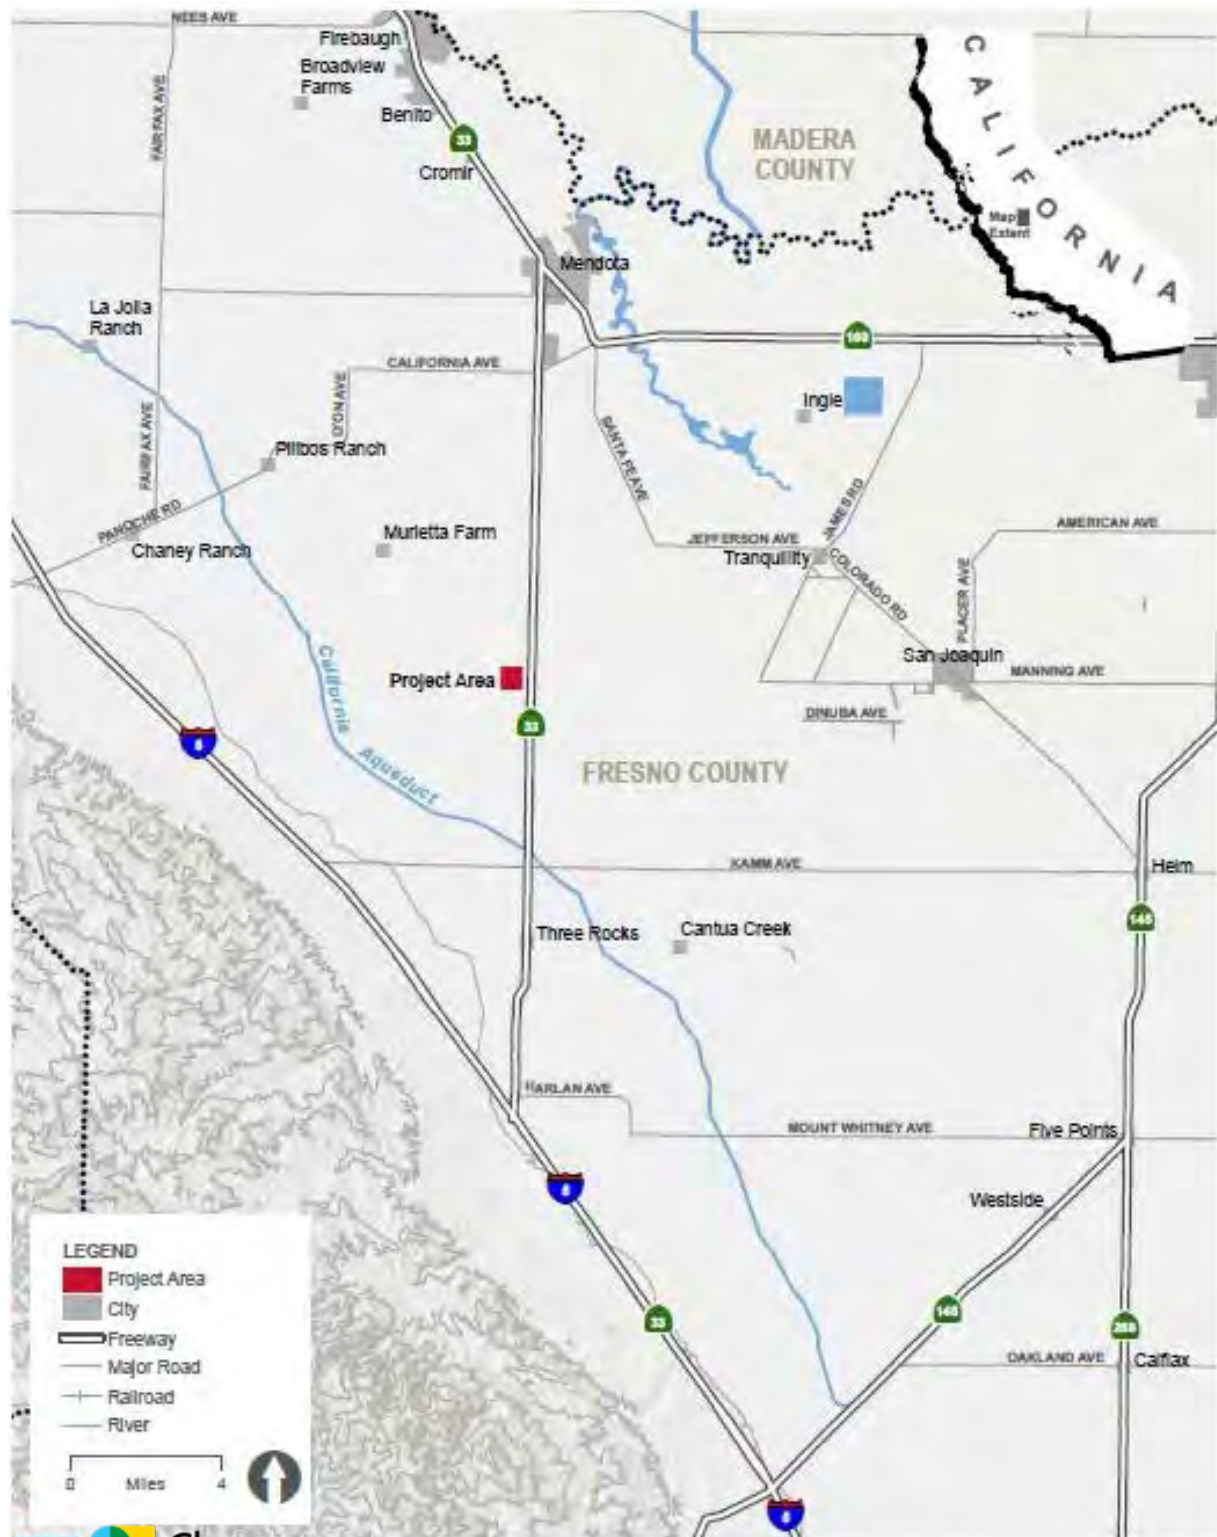 NEES AVE
Firebaugh
Broadview
Farms
Benito
FAIRFAX AVE
33
Cromir
MADERA
COUNTY
CALIFORNIA
Map
Extent
Mendota
La Jolla
Ranch
CALIFORNIA AVE
Ingle
FAIRFAX AVE
Pilibos Ranch
SANTA FE AVE
PANOCHE RD
Chaney Ranch
Murietta Farm
JAMES RD
JEFFERSON AVE
Tranquillity
COLORADO RD
AMERICAN AVE
PLACER AVE
San Joaquin
MANNING AVE
Project Area
DINUBA AVE
33
5
California
Aqueduct
FRESNO COUNTY
KAMM AVE
Helm
145
Three Rocks
Cantua Creek
HARLAN AVE
MOUNT WHITNEY AVE
Five Points
5
Westside
LEGEND
Project Area
City
Freeway
Major Road
Railroad
River
0 Miles 4
33
145
269
OAKLAND AVE
Calflax
5